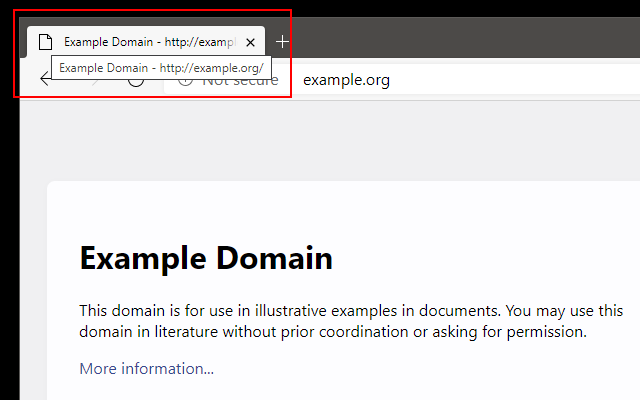 Example Domain - http://examp
Example Domain - http://example.org/
Not secure
example.org
Example Domain
This domain is for use in illustrative examples in documents. You may use this
domain in literature without prior coordination or asking for permission.
More information...